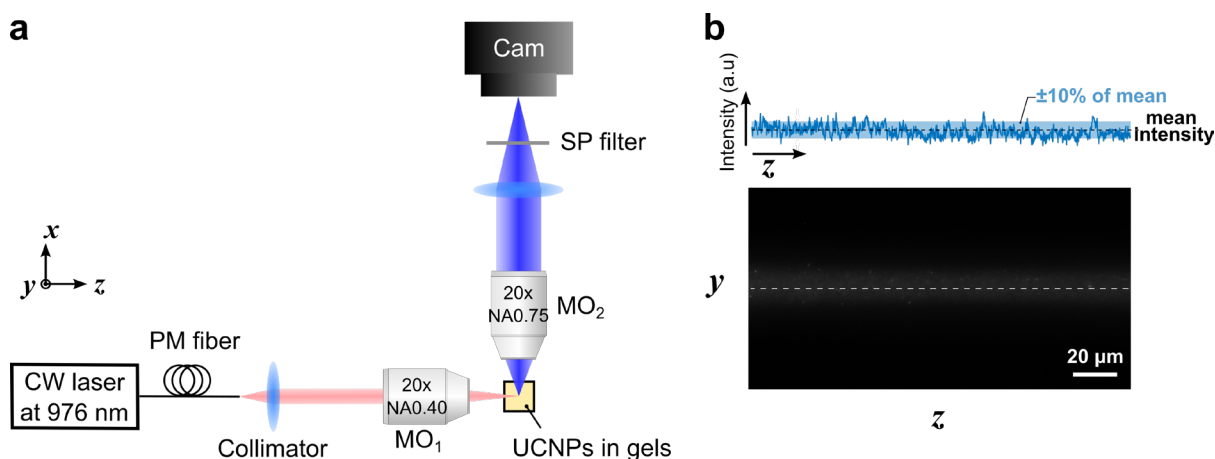 a
Cam
SP filter
x
y
z
20x
NA0.75
MO₂
PM fiber
CW laser
at 976 nm
Collimator
20x
NA0.40
MO₁
UCNPs in gels
b
Intensity (a.u)
±10% of mean
mean
Intensity
z
y
20 µm
z